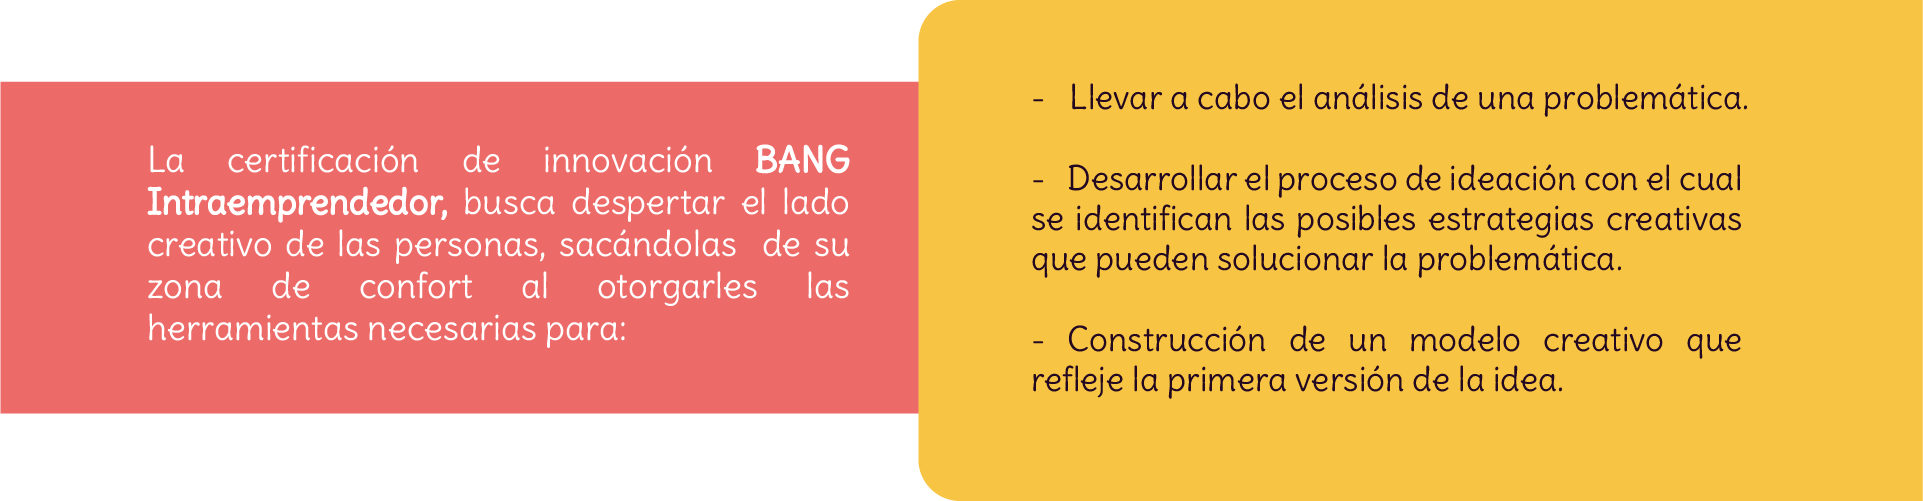 La certificación de innovación BANG
Intraemprendedor, busca despertar el lado
creativo de las personas, sacándolas de su
zona de confort al otorgarles las
herramientas necesarias para:
- Llevar a cabo el análisis de una problemática.
- Desarrollar el proceso de ideación con el cual
se identifican las posibles estrategias creativas
que pueden solucionar la problemática.
- Construcción de un modelo creativo que
refleje la primera versión de la idea.